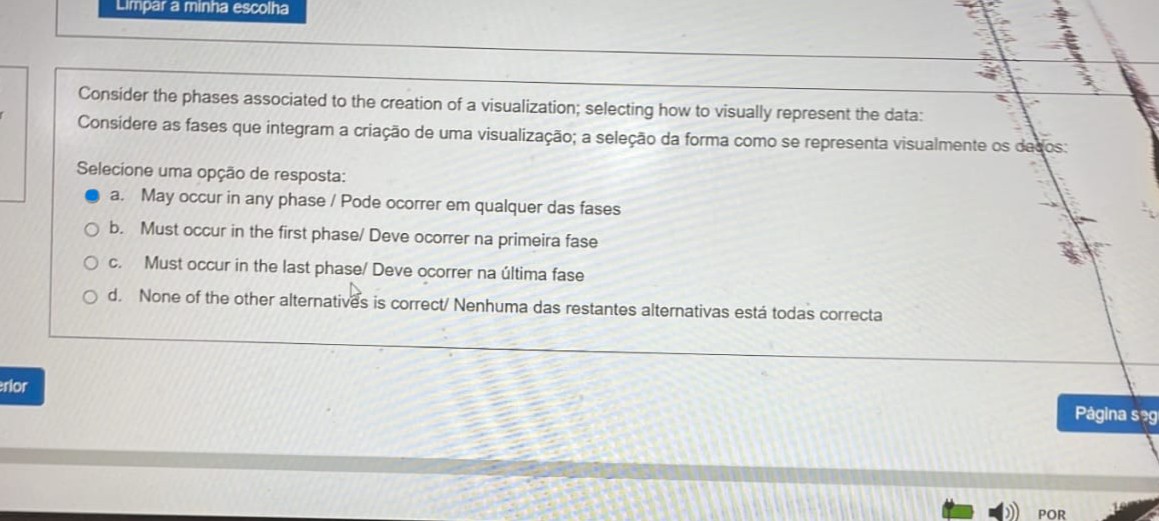 Limpar a minha escolha
Consider the phases associated to the creation of a visualization; selecting how to visually represent the data:
Considere as fases que integram a criação de uma visualização; a seleção da forma como se representa visualmente os dados:
Selecione uma opção de resposta:
a. May occur in any phase / Pode ocorrer em qualquer das fases
b. Must occur in the first phase/ Deve ocorrer na primeira fase
c. Must occur in the last phase/ Deve ocorrer na última fase
d. None of the other alternatives is correct/ Nenhuma das restantes alternativas está todas correcta
erior
Página seg
POR